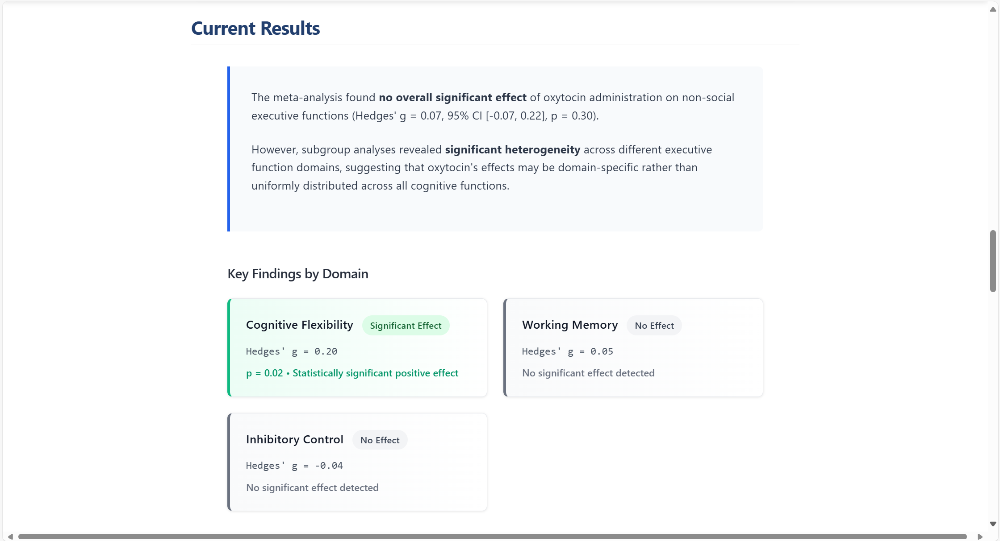 Current Results
The meta-analysis found no overall significant effect of oxytocin administration on non-social
executive functions (Hedges' g = 0.07, 95% CI [-0.07, 0.22], p = 0.30).
However, subgroup analyses revealed significant heterogeneity across different executive
function domains, suggesting that oxytocin's effects may be domain-specific rather than
uniformly distributed across all cognitive functions.
Key Findings by Domain
Cognitive Flexibility Significant Effect
Hedges' g = 0.20
p = 0.02 • Statistically significant positive effect
Working Memory No Effect
Hedges' g = 0.05
No significant effect detected
Inhibitory Control No Effect
Hedges' g = -0.04
No significant effect detected